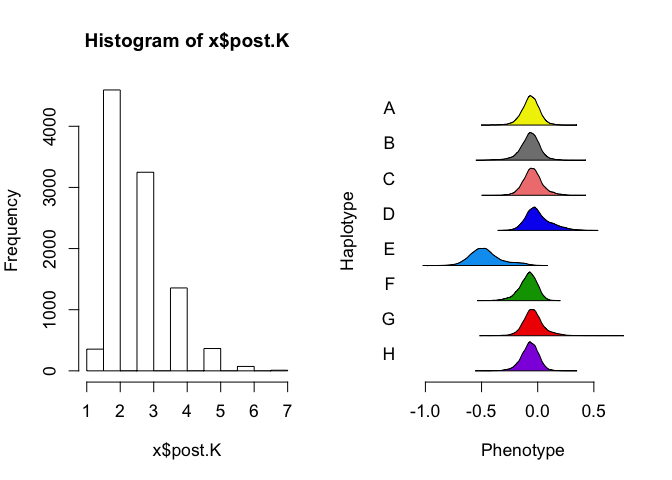 Histogram of x$post.K
Frequency
0
1000
2000
3000
4000
1 2 3 4 5 6 7
x$post.K
Haplotype
A
B
C
D
E
F
G
H
-1.0 -0.5 0.0 0.5
Phenotype